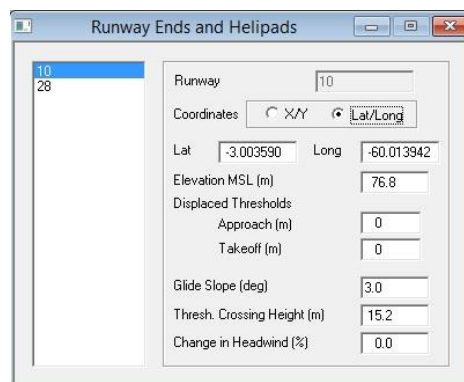 Runway Ends and Helipads
10
28
Runway 10
Coordinates X/Y Lat/Long
Lat -3.003590 Long -60.013942
Elevation MSL (m) 76.8
Displaced Thresholds
Approach (m) 0
Takeoff (m) 0
Glide Slope (deg) 3.0
Thresh. Crossing Height (m) 15.2
Change in Headwind (%) 0.0